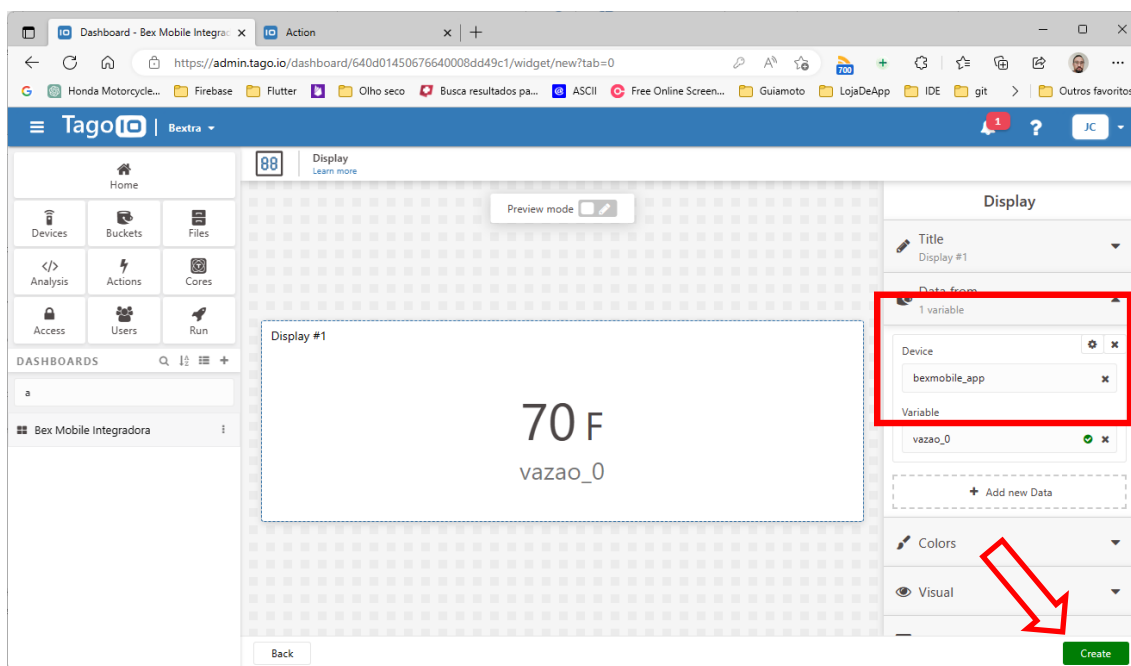 Dashboard - Bex Mobile Integrac
Action
https://admin.tago.io/dashboard/640d01450676640008dd49c1/widget/new?tab=0
700
Honda Motorcycle...
Firebase
Flutter
Olho seco
Busca resultados pa...
ASCII
Free Online Screen...
Guiamoto
LojaDeApp
IDE
git
Outros favoritos
TagoIO
Bextra
1
?
JC
Home
Devices
Buckets
Files
Analysis
Actions
Cores
Access
Users
Run
DASHBOARDS
a
Bex Mobile Integradora
88
Display
Learn more
Preview mode
Display #1
70 F
vazao_0
Back
Display
Title
Display #1
Data from
1 variable
Device
bexmobile_app
Variable
vazao_0
+ Add new Data
Colors
Visual
Create